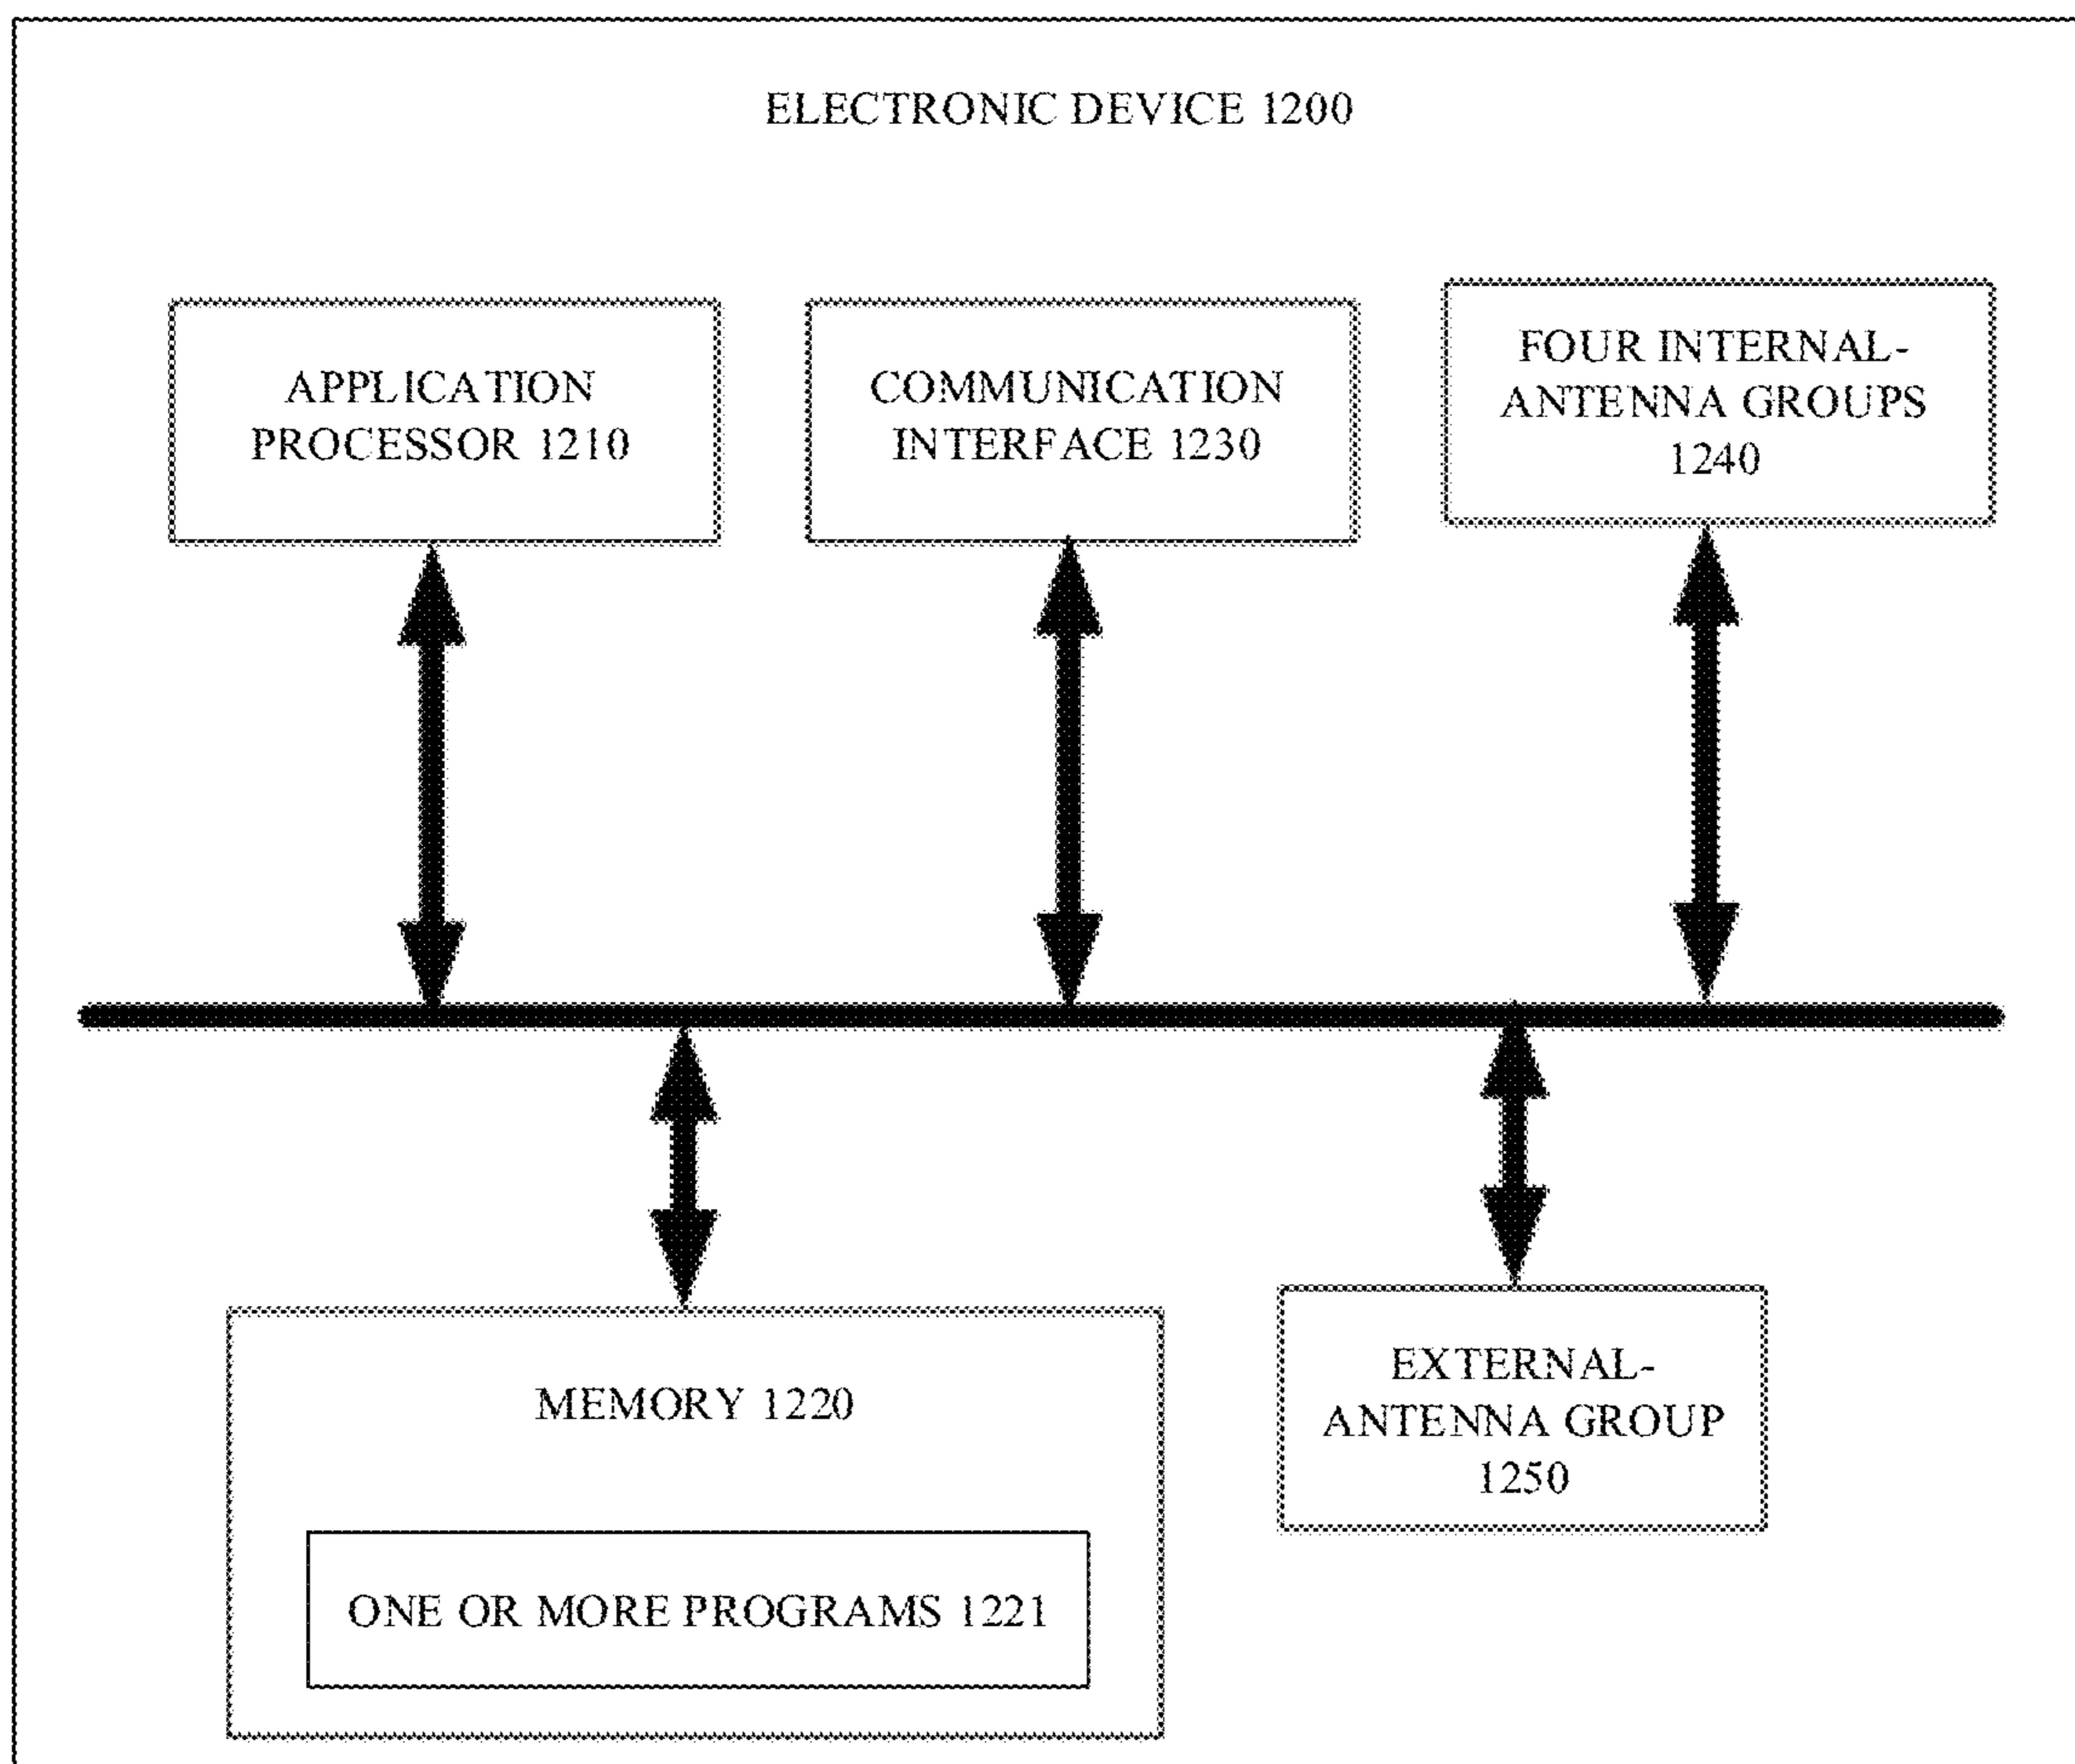 ELECTRONIC DEVICE 1200
APPLICATION
PROCESSOR 1210
COMMUNICATION
INTERFACE 1230
FOUR INTERNAL-
ANTENNA GROUPS
1240
MEMORY 1220
ONE OR MORE PROGRAMS 1221
EXTERNAL-
ANTENNA GROUP
1250